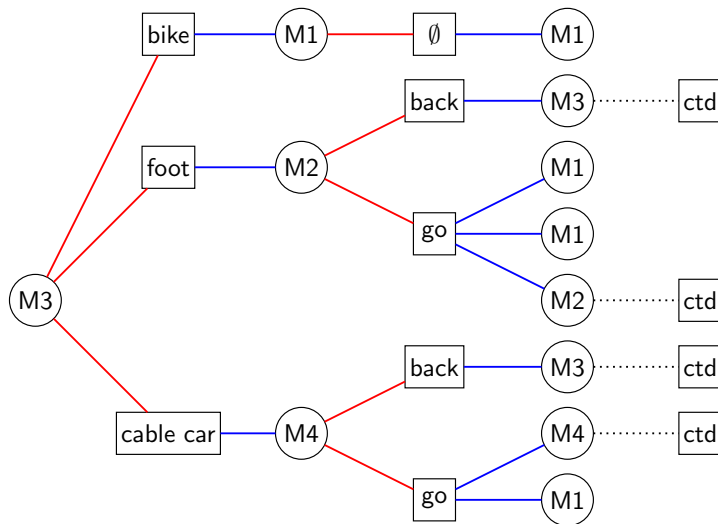 bike M1 ∅ M1
back M3 ctd
foot M2 M1
go M1
M3 M2 ctd
back M3 ctd
cable car M4 M4 ctd
go M1